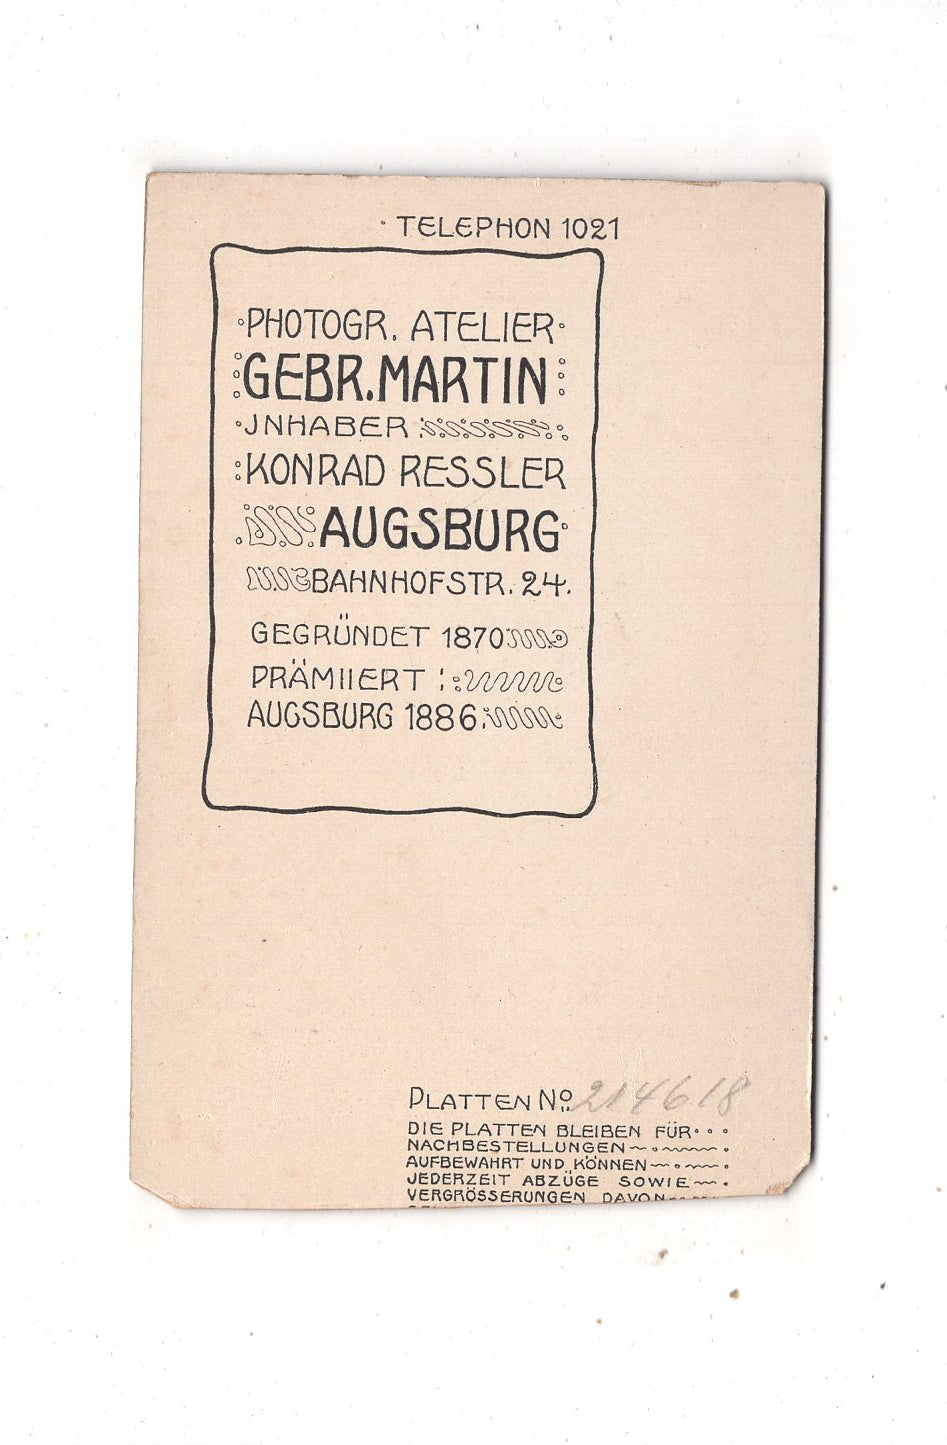 TELEPHON 1021
PHOTOGR. ATELIER
GEBR. MARTIN
JNHABER
KONRAD RESSLER
AUGSBURG
BAHNHOFSTR. 24.
GEGRÜNDET 1870
PRÄMIIERT :
AUGSBURG 1886
PLATTEN No. 214618
DIE PLATTEN BLEIBEN FÜR
NACHBESTELLUNGEN
AUFBEWAHRT UND KÖNNEN
JEDERZEIT ABZÜGE SOWIE
VERGRÖSSERUNGEN DAVON